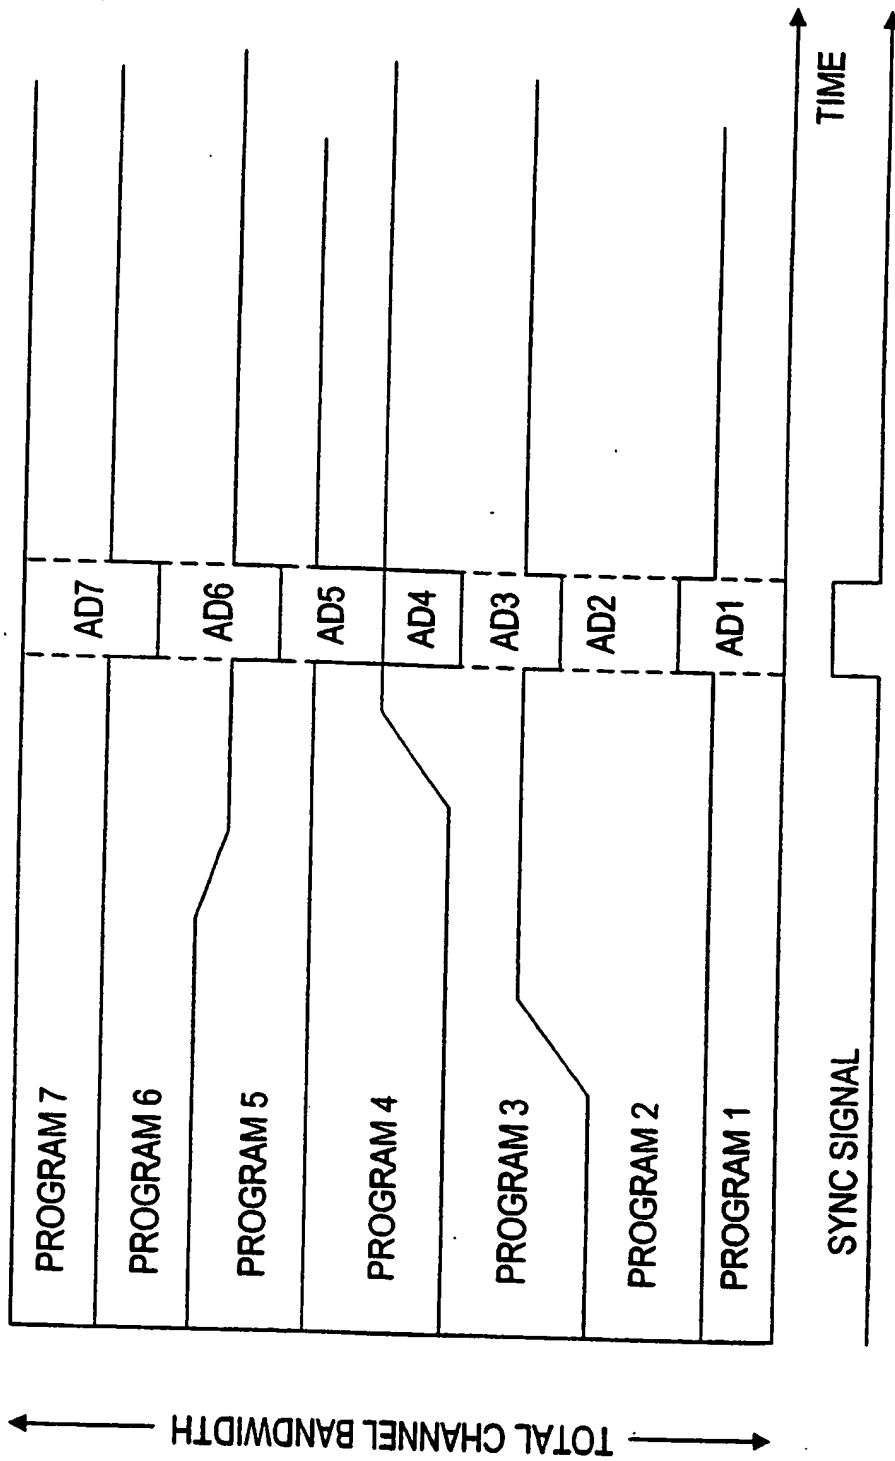 TOTAL CHANNEL BANDWIDTH
PROGRAM 7
PROGRAM 6
PROGRAM 5
PROGRAM 4
PROGRAM 3
PROGRAM 2
PROGRAM 1
AD7
AD6
AD5
AD4
AD3
AD2
AD1
TIME
SYNC SIGNAL